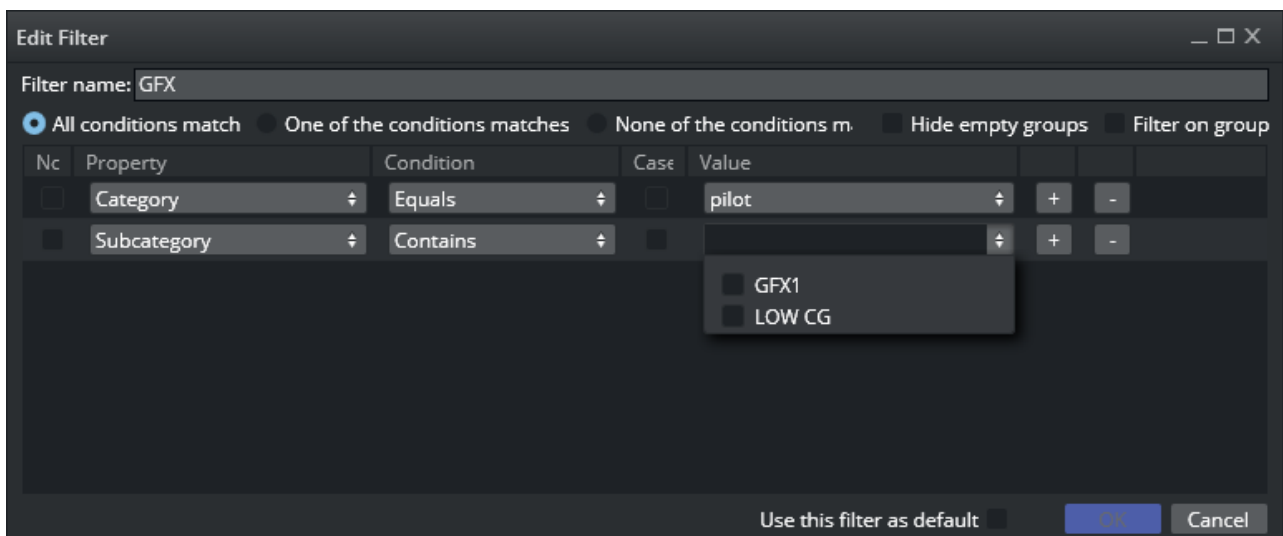 Edit Filter
Filter name: GFX
All conditions match One of the conditions matches None of the conditions m Hide empty groups Filter on group
Nc Property Condition Case Value
Category Equals pilot + -
Subcategory Contains + -
GFX1
LOW CG
Use this filter as default OK Cancel